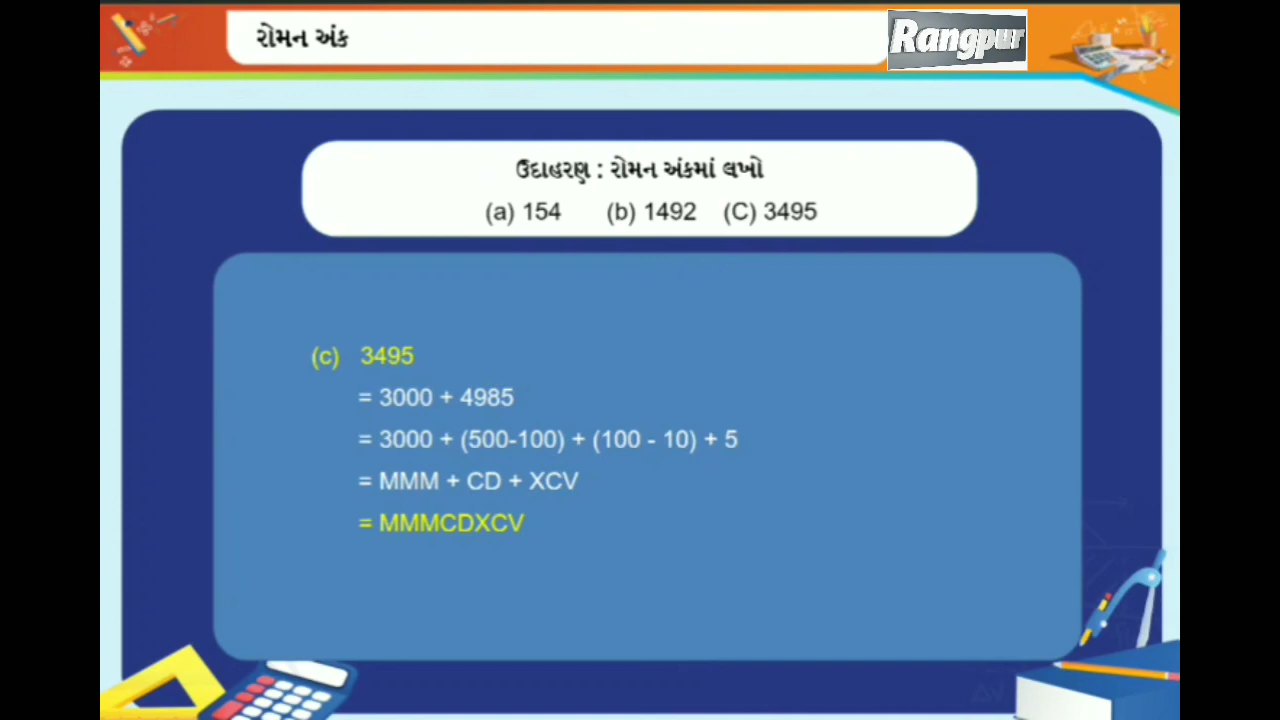 રોમન અંક
Rangpur
ઉદાહરણ : રોમન અંકમાં લખો
(a) 154 (b) 1492 (C) 3495
(c) 3495
= 3000 + 4985
= 3000 + (500-100) + (100 - 10) + 5
= MMM + CD + XCV
= MMMCDXCV